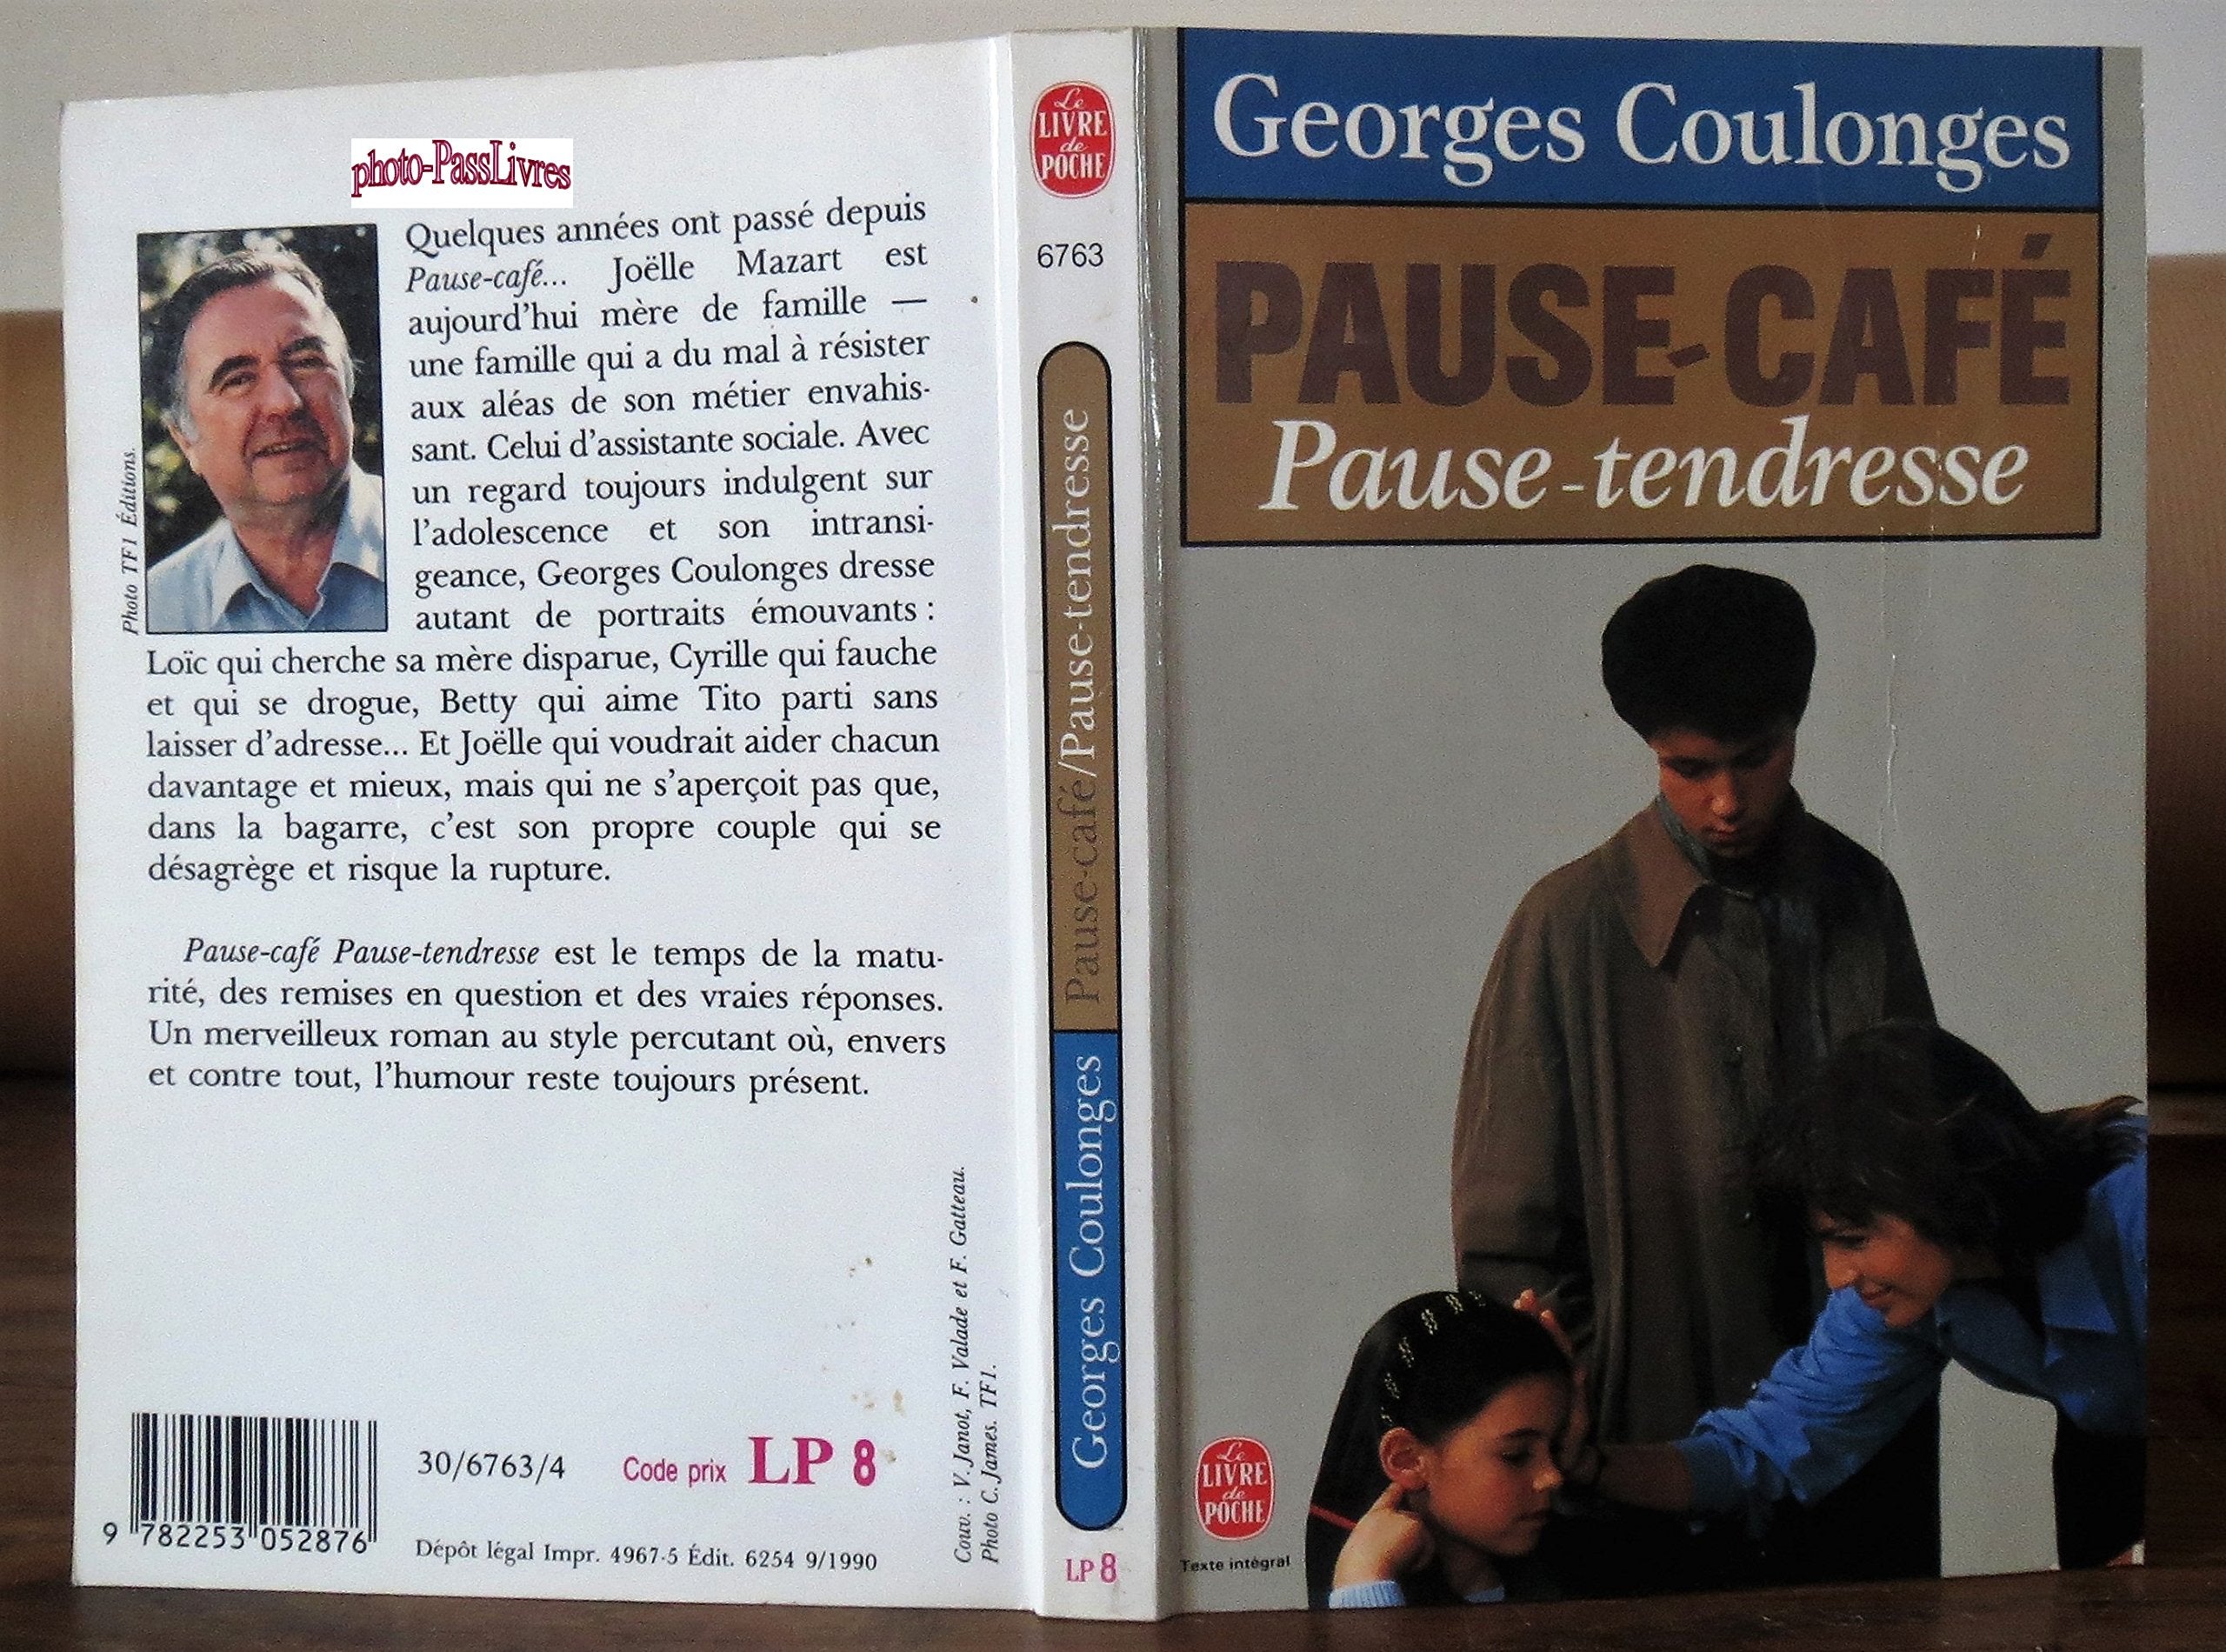 photo-PassLivres
Quelques années ont passé depuis
Pause-café... Joëlle Mazart est
aujourd'hui mère de famille —
une famille qui a du mal à résister
aux aléas de son métier envahis-
sant. Celui d'assistante sociale. Avec
un regard toujours indulgent sur
l'adolescence et son intransi-
geance, Georges Coulonges dresse
autant de portraits émouvants :
Loïc qui cherche sa mère disparue, Cyrille qui fauche
et qui se drogue, Betty qui aime Tito parti sans
laisser d'adresse... Et Joëlle qui voudrait aider chacun
davantage et mieux, mais qui ne s'aperçoit pas que,
dans la bagarre, c'est son propre couple qui se
désagrège et risque la rupture.
Pause-café Pause-tendresse est le temps de la matu-
rité, des remises en question et des vraies réponses.
Un merveilleux roman au style percutant où, envers
et contre tout, l'humour reste toujours présent.
Photo TF1 Éditions.
Couv. : V. Janot, F. Valade et F. Gatteau.
Photo C. James. TF1.
30/6763/4
Code prix LP 8
9 782253 052876
Dépôt légal Impr. 4967-5 Édit. 6254 9/1990
Le
LIVRE
de
POCHE
6763
Pause-café/Pause-tendresse
Georges Coulonges
LP 8
Georges Coulonges
PAUSE-CAFÉ
Pause-tendresse
Le
LIVRE
de
POCHE
Texte intégral